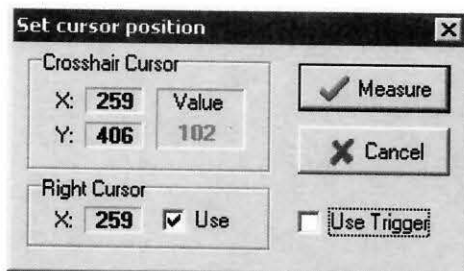 Set cursor position
Crosshair Cursor
X: 259 Value
Y: 406 102
Measure
Cancel
Right Cursor
X: 259 Use
Use Trigger